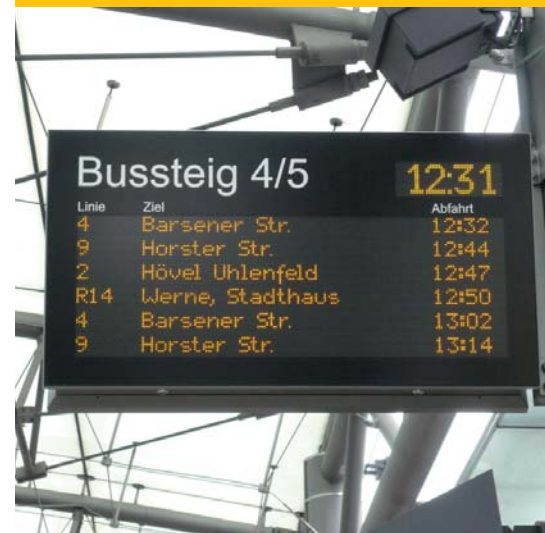 Bussteig 4/5 12:31
Linie Ziel Abfahrt
4 Barsener Str. 12:32
9 Horster Str. 12:44
2 Hövel Uhlenfeld 12:47
R14 Werne, Stadthaus 12:50
4 Barsener Str. 13:02
9 Horster Str. 13:14